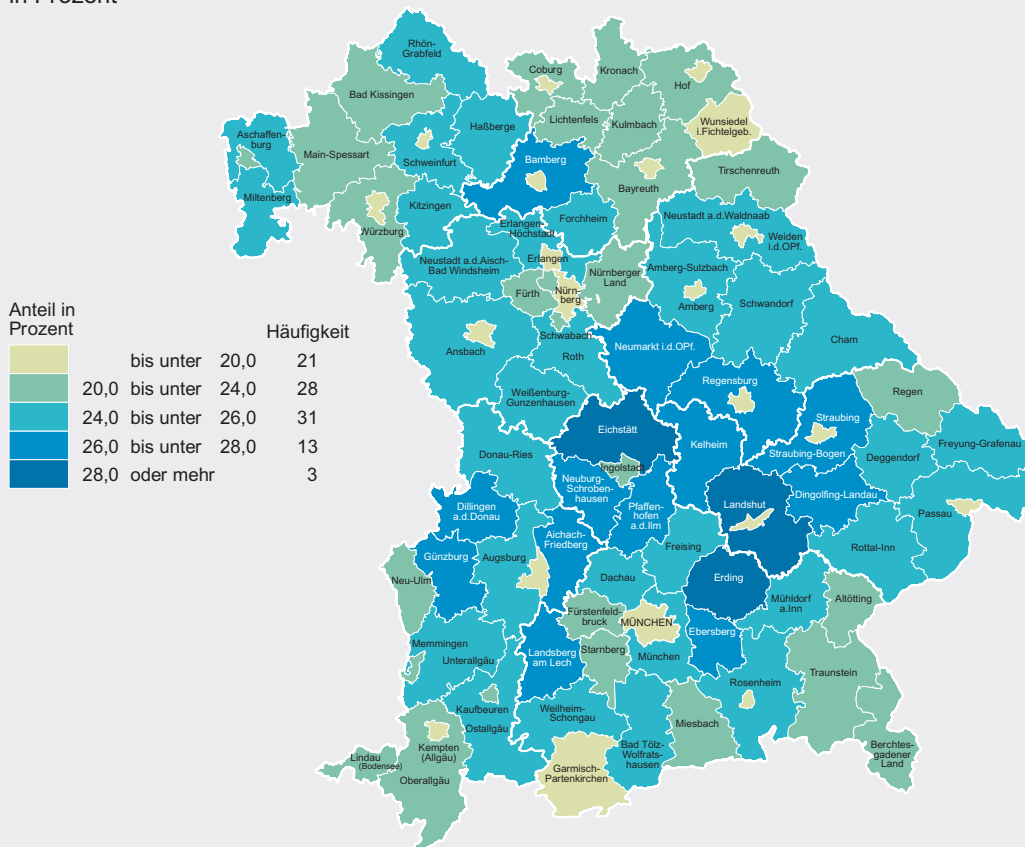 in Prozent
Rhön-
Grabfeld
Coburg
Kronach
Hof
Bad Kissingen
Lichtenfels
Kulmbach
Wunsiedel
i.Fichtelgeb.
Haßberge
Aschaffen-
burg
Main-Spessart
Schweinfurt
Bamberg
Bayreuth
Tirschenreuth
Miltenberg
Kitzingen
Würzburg
Forchheim
Erlangen-
Höchstadt
Neustadt a.d.Waldnaab
Weiden
i.d.OPf.
Neustadt a.d.Aisch-
Bad Windsheim
Erlangen
Nürnberger
Land
Amberg-Sulzbach
Fürth
Nürn-
berg
Amberg
Schwandorf
Anteil in
Prozent
Häufigkeit
bis unter 20,0 21
20,0 bis unter 24,0 28
24,0 bis unter 26,0 31
26,0 bis unter 28,0 13
28,0 oder mehr 3
Ansbach
Schwabach
Roth
Neumarkt i.d.OPf.
Cham
Weißenburg-
Gunzenhausen
Regensburg
Regen
Straubing
Eichstätt
Kelheim
Straubing-Bogen
Freyung-Grafenau
Deggendorf
Donau-Ries
Ingolstadt
Neuburg-
Schroben-
hausen
Dingolfing-Landau
Pfaffen-
hofen
a.d.Ilm
Landshut
Passau
Dillingen
a.d.Donau
Aichach-
Friedberg
Freising
Rottal-Inn
Günzburg
Augsburg
Neu-Ulm
Dachau
Erding
Mühldorf
a.Inn
Altötting
Fürstenfeld-
bruck
MÜNCHEN
Ebersberg
Memmingen
Unterallgäu
Landsberg
am Lech
Starnberg
München
Traunstein
Rosenheim
Kaufbeuren
Ostallgäu
Weilheim-
Schongau
Miesbach
Bad Tölz-
Wolfrats-
hausen
Berchtes-
gadener
Land
Kempten
(Allgäu)
Lindau
(Bodensee)
Oberallgäu
Garmisch-
Partenkirchen